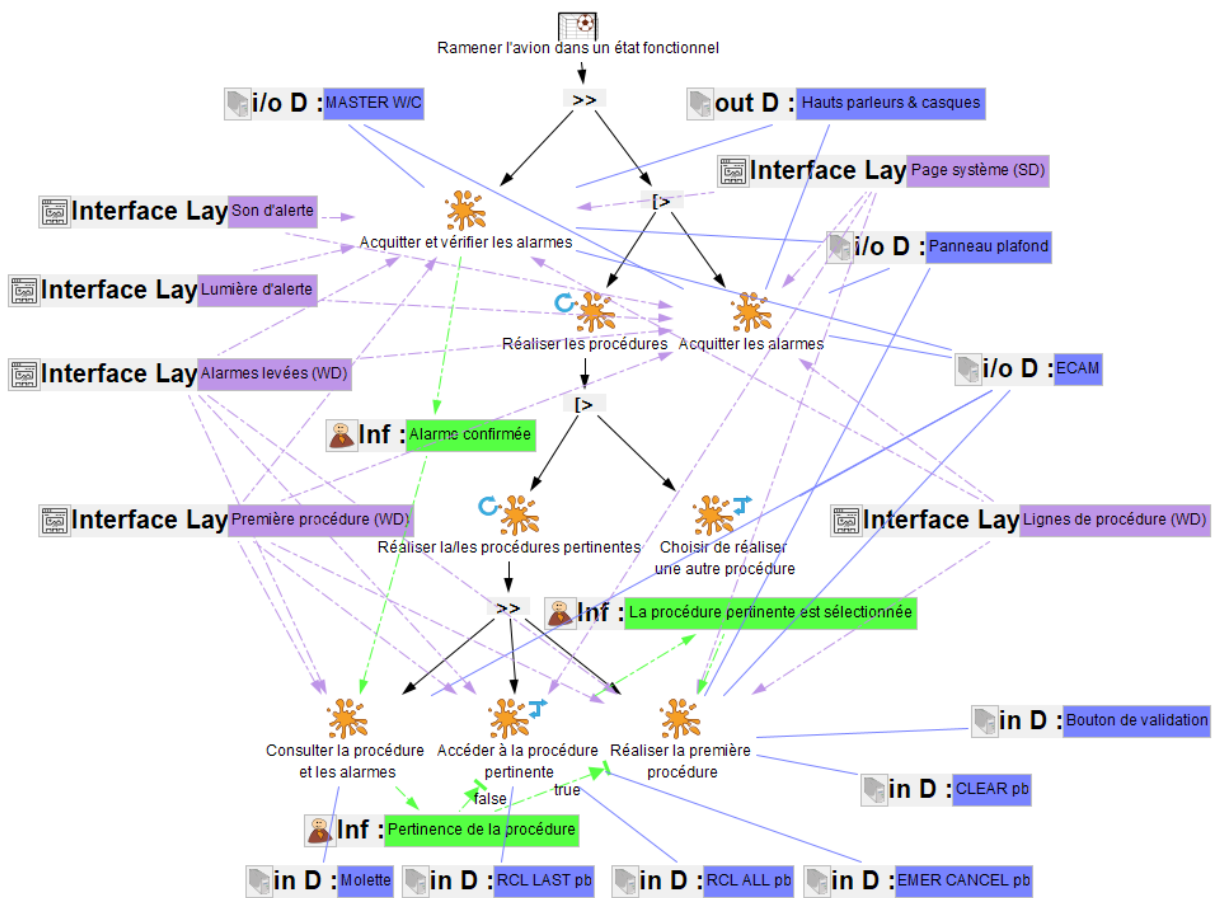 Ramener l'avion dans un état fonctionnel
i/o D : MASTER W/C
>>
out D : Hauts parleurs & casques
Interface Lay Page système (SD)
[>
Interface Lay Son d'alerte
Acquitter et vérifier les alarmes
i/o D : Panneau plafond
Interface Lay Lumière d'alerte
Réaliser les procédures
Acquitter les alarmes
Interface Lay Alarmes levées (WD)
i/o D : ECAM
[>
Inf : Alarme confirmée
Interface Lay Première procédure (WD)
Interface Lay Lignes de procédure (WD)
Réaliser la/les procédures pertinentes
Choisir de réaliser
une autre procédure
>>
Inf : La procédure pertinente est sélectionnée
in D : Bouton de validation
Consulter la procédure
et les alarmes
Accéder à la procédure
pertinente
Réaliser la première
procédure
false
true
in D : CLEAR pb
Inf : Pertinence de la procédure
in D : Molette
in D : RCL LAST pb
in D : RCL ALL pb
in D : EMER CANCEL pb